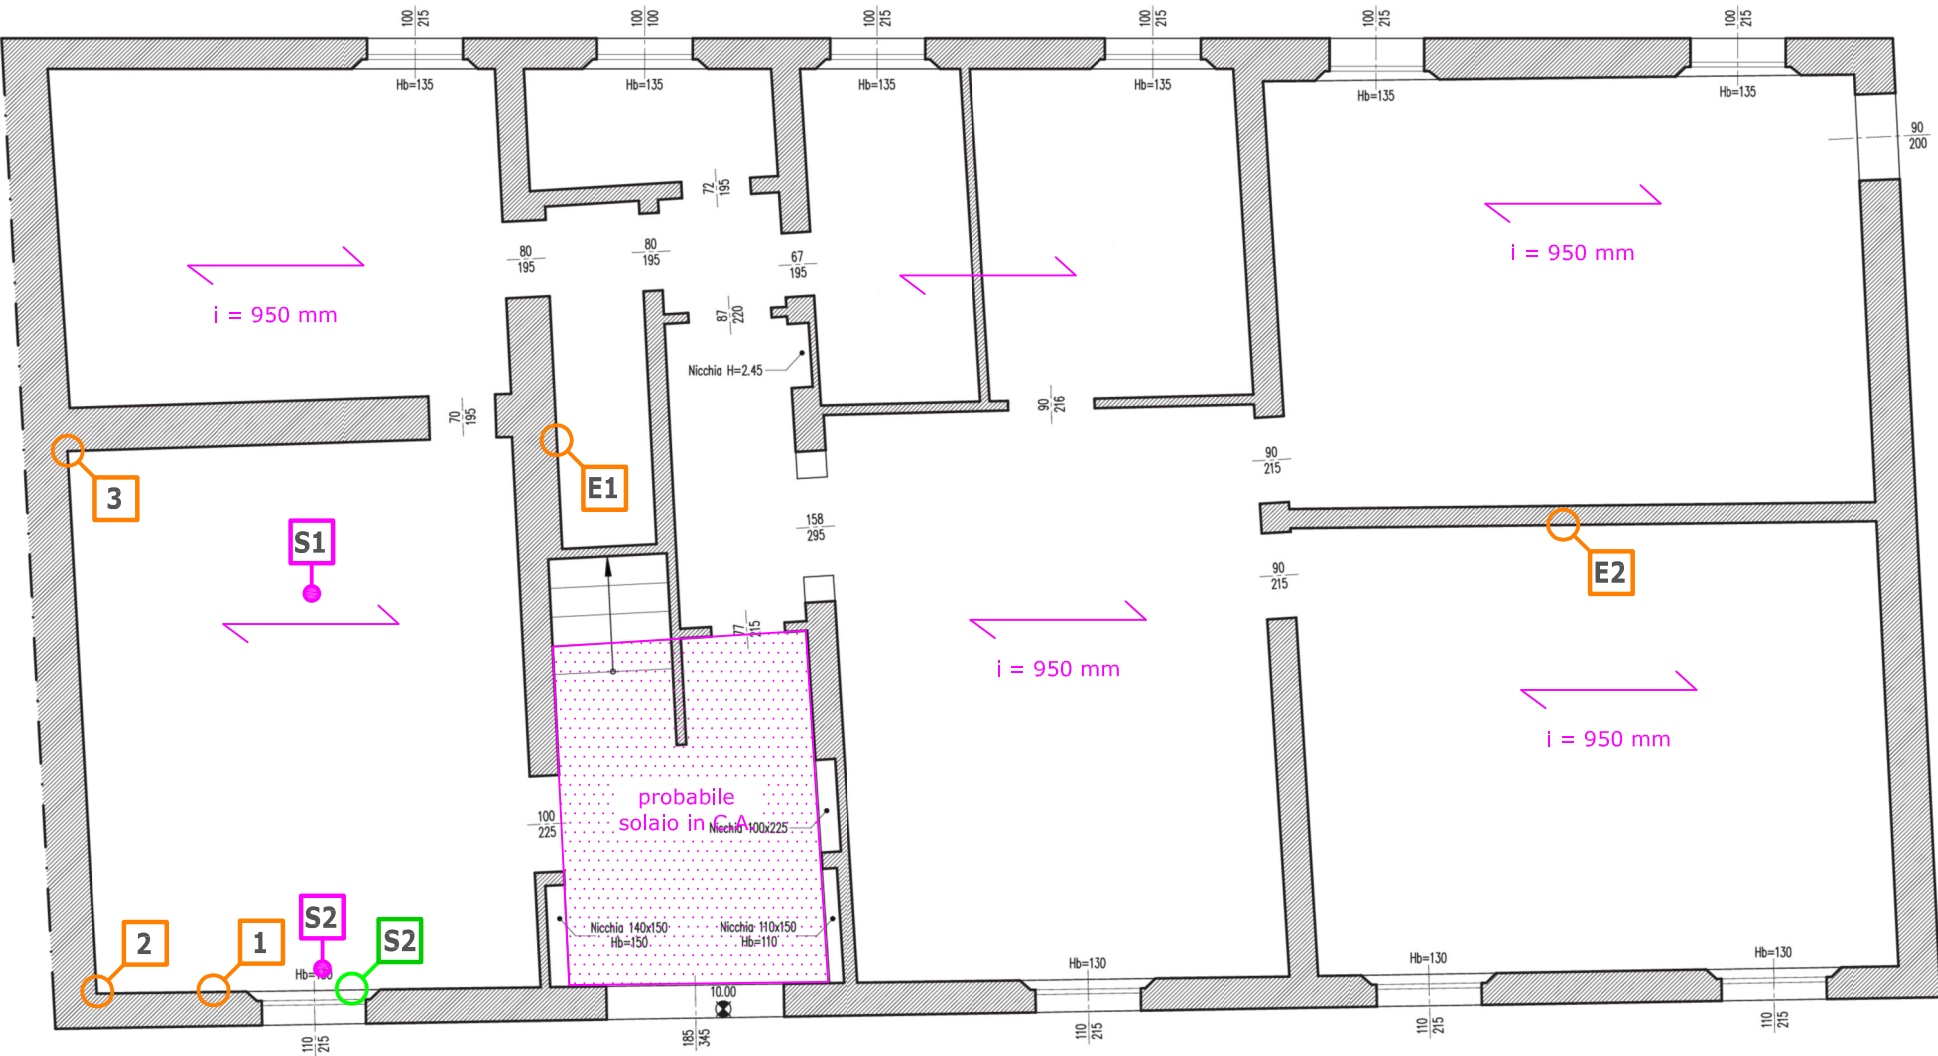 100
215
100
100
100
215
100
215
100
215
100
215
Hb=135
Hb=135
Hb=135
Hb=135
Hb=135
Hb=135
90
200
72
195
80
195
80
195
67
195
i = 950 mm
i = 950 mm
87
220
Nicchia H=2.45
70
195
90
216
90
215
3
E1
S1
158
295
90
215
E2
77
215
i = 950 mm
i = 950 mm
probabile
solaio in C.A.
Nicchia 100x225
100
225
Nicchia 140x150
Hb=150
Nicchia 110x150
Hb=110
2
1
S2
S2
Hb=130
Hb=130
Hb=130
Hb=130
10.00
110
215
185
345
110
215
110
215
110
215